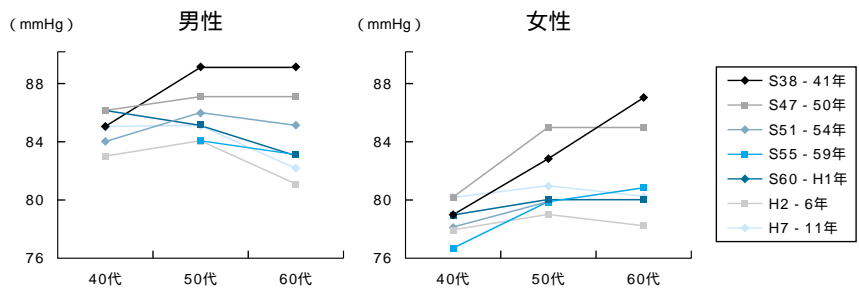 （mmHg）
男性
88
84
80
76
40代
50代
60代
（mmHg）
女性
88
84
80
76
40代
50代
60代
S38 - 41年
S47 - 50年
S51 - 54年
S55 - 59年
S60 - H1年
H2 - 6年
H7 - 11年